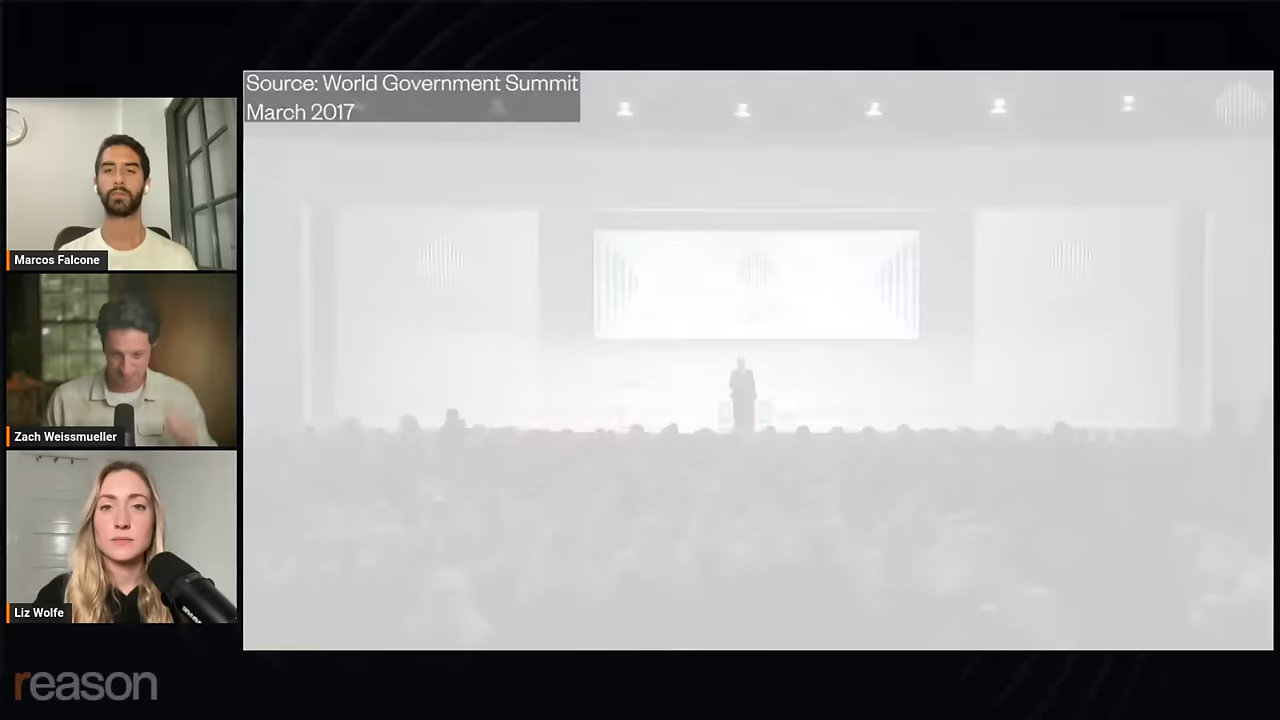 Source: World Government Summit
March 2017
Marcos Falcone
Zach Weissmueller
Liz Wolfe
reason